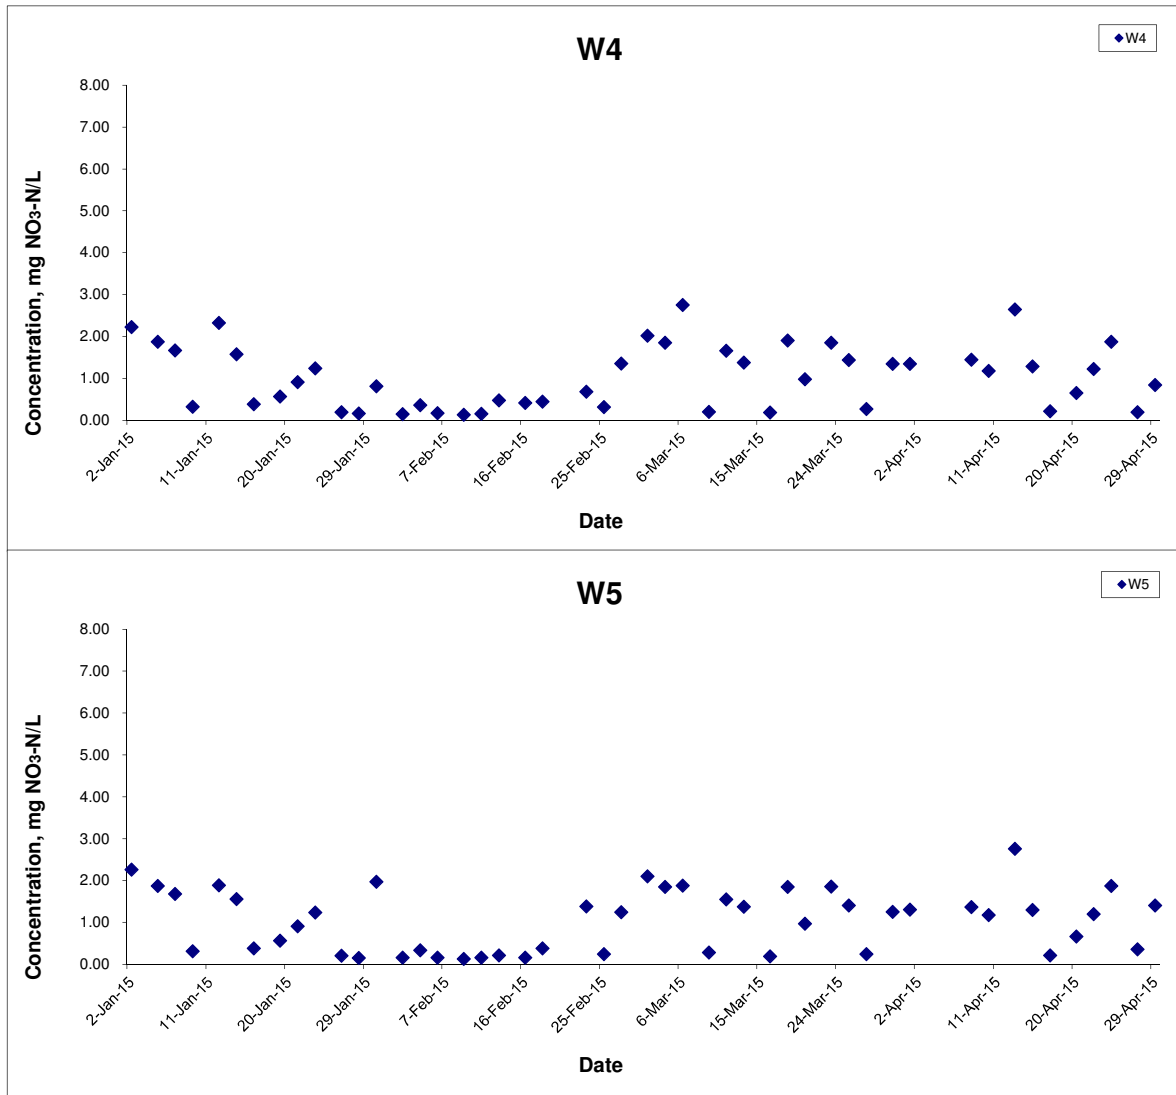 W4
W4
8.00
7.00
6.00
5.00
4.00
3.00
2.00
1.00
0.00
Concentration, mg NO3-N/L
2-Jan-15
11-Jan-15
20-Jan-15
29-Jan-15
7-Feb-15
16-Feb-15
25-Feb-15
6-Mar-15
15-Mar-15
24-Mar-15
2-Apr-15
11-Apr-15
20-Apr-15
29-Apr-15
Date
W5
W5
8.00
7.00
6.00
5.00
4.00
3.00
2.00
1.00
0.00
Concentration, mg NO3-N/L
2-Jan-15
11-Jan-15
20-Jan-15
29-Jan-15
7-Feb-15
16-Feb-15
25-Feb-15
6-Mar-15
15-Mar-15
24-Mar-15
2-Apr-15
11-Apr-15
20-Apr-15
29-Apr-15
Date